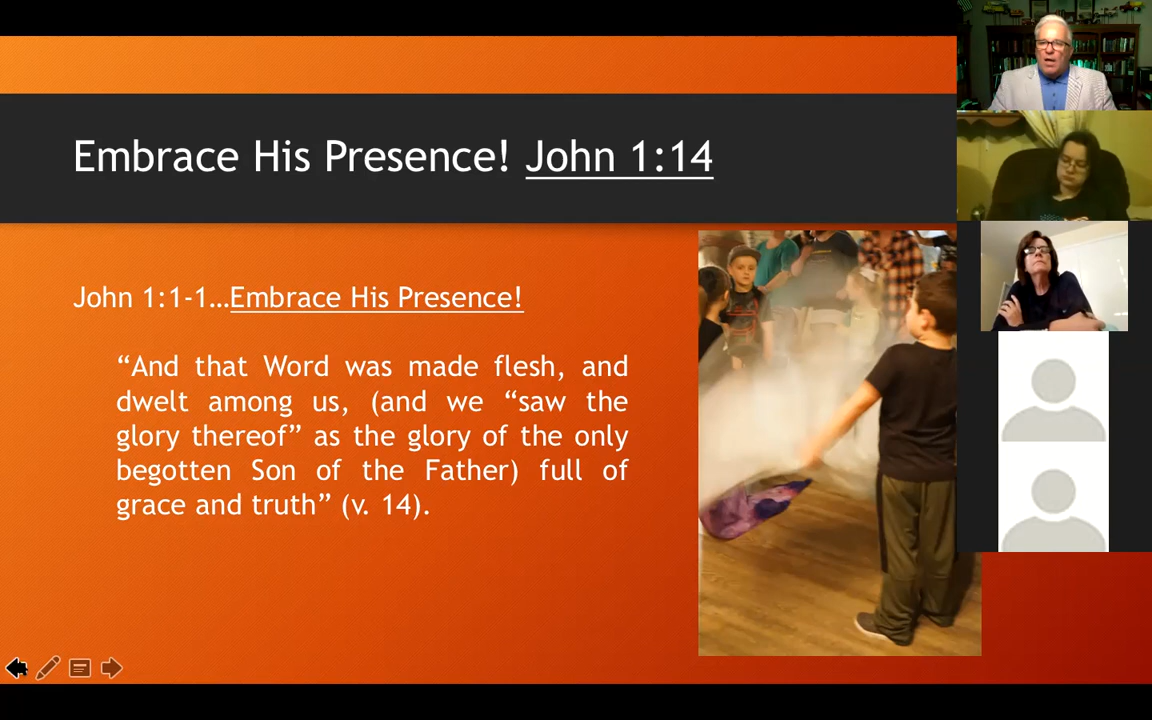 Embrace His Presence! John 1:14
John 1:1-1…Embrace His Presence!
“And that Word was made flesh, and
dwelt among us, (and we “saw the
glory thereof” as the glory of the only
begotten Son of the Father) full of
grace and truth” (v. 14).